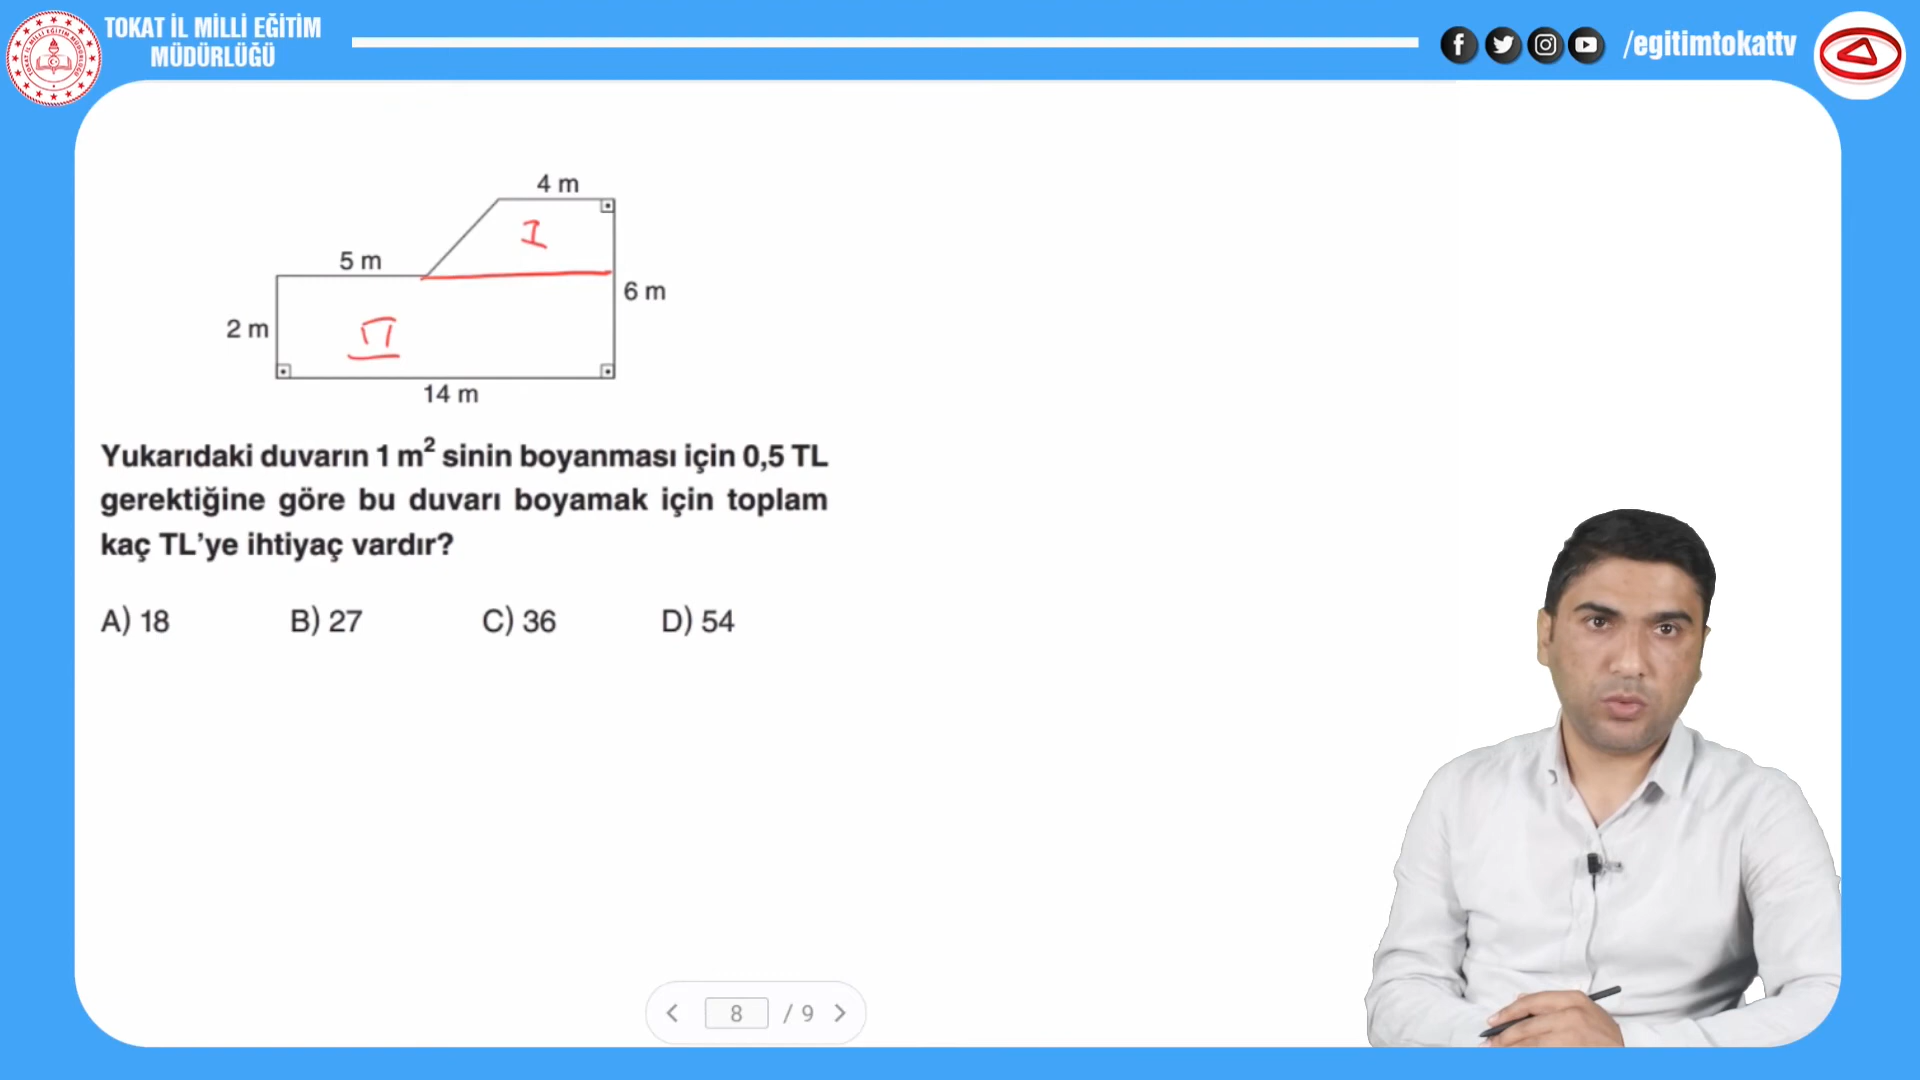 TOKAT İL MİLLİ EĞİTİM
MÜDÜRLÜĞÜ
/egitimtokattv
4 m
I
5 m
6 m
2 m
II
14 m
Yukarıdaki duvarın 1 m² sinin boyanması için 0,5 TL
gerektiğine göre bu duvarı boyamak için toplam
kaç TL’ye ihtiyaç vardır?
A) 18 B) 27 C) 36 D) 54
8 / 9